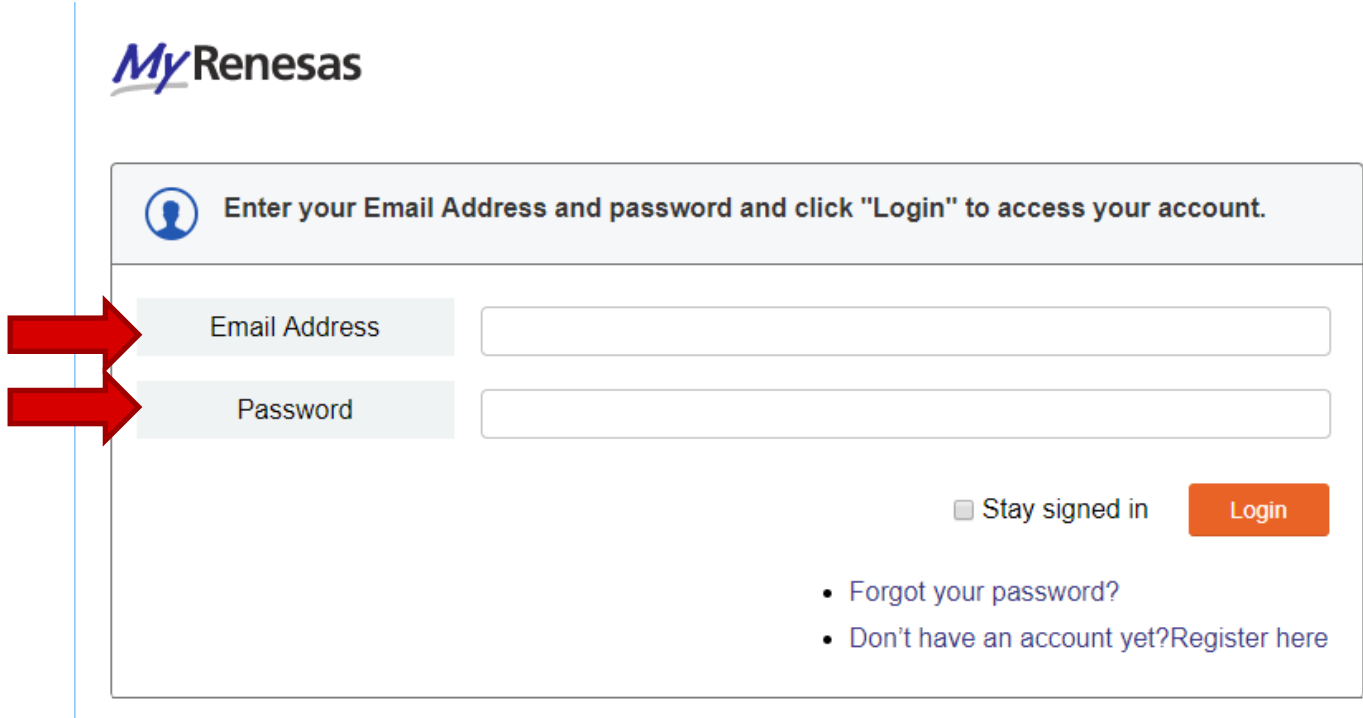 MyRenesas
Enter your Email Address and password and click "Login" to access your account.
Email Address
Password
Stay signed in
Login
Forgot your password?
Don’t have an account yet?Register here